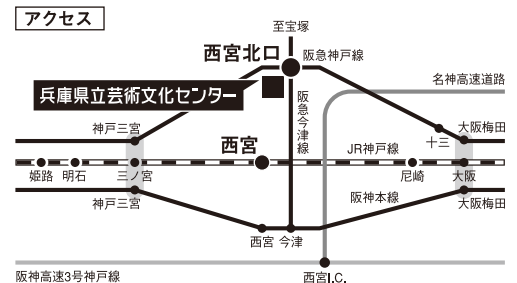 アクセス
至宝塚
西宮北口
阪急神戸線
兵庫県立芸術文化センター
名神高速道路
阪急今津線
神戸三宮
西宮
JR神戸線
十三
大阪梅田
姫路
明石
三ノ宮
尼崎
大阪
神戸三宮
阪神本線
大阪梅田
西宮
今津
阪神高速3号神戸線
西宮I.C.